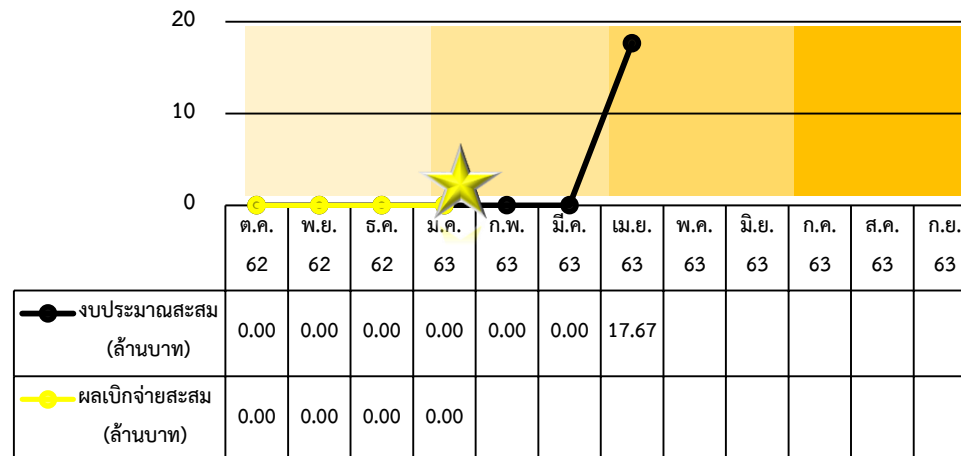 20
10
0
ต.ค. พ.ย. ธ.ค. ม.ค. ก.พ. มี.ค. เม.ย. พ.ค. มิ.ย. ก.ค. ส.ค. ก.ย.
62 62 62 63 63 63 63 63 63 63 63 63
งบประมาณสะสม
(ล้านบาท)
0.00 0.00 0.00 0.00 0.00 0.00 17.67
ผลเบิกจ่ายสะสม
(ล้านบาท)
0.00 0.00 0.00 0.00